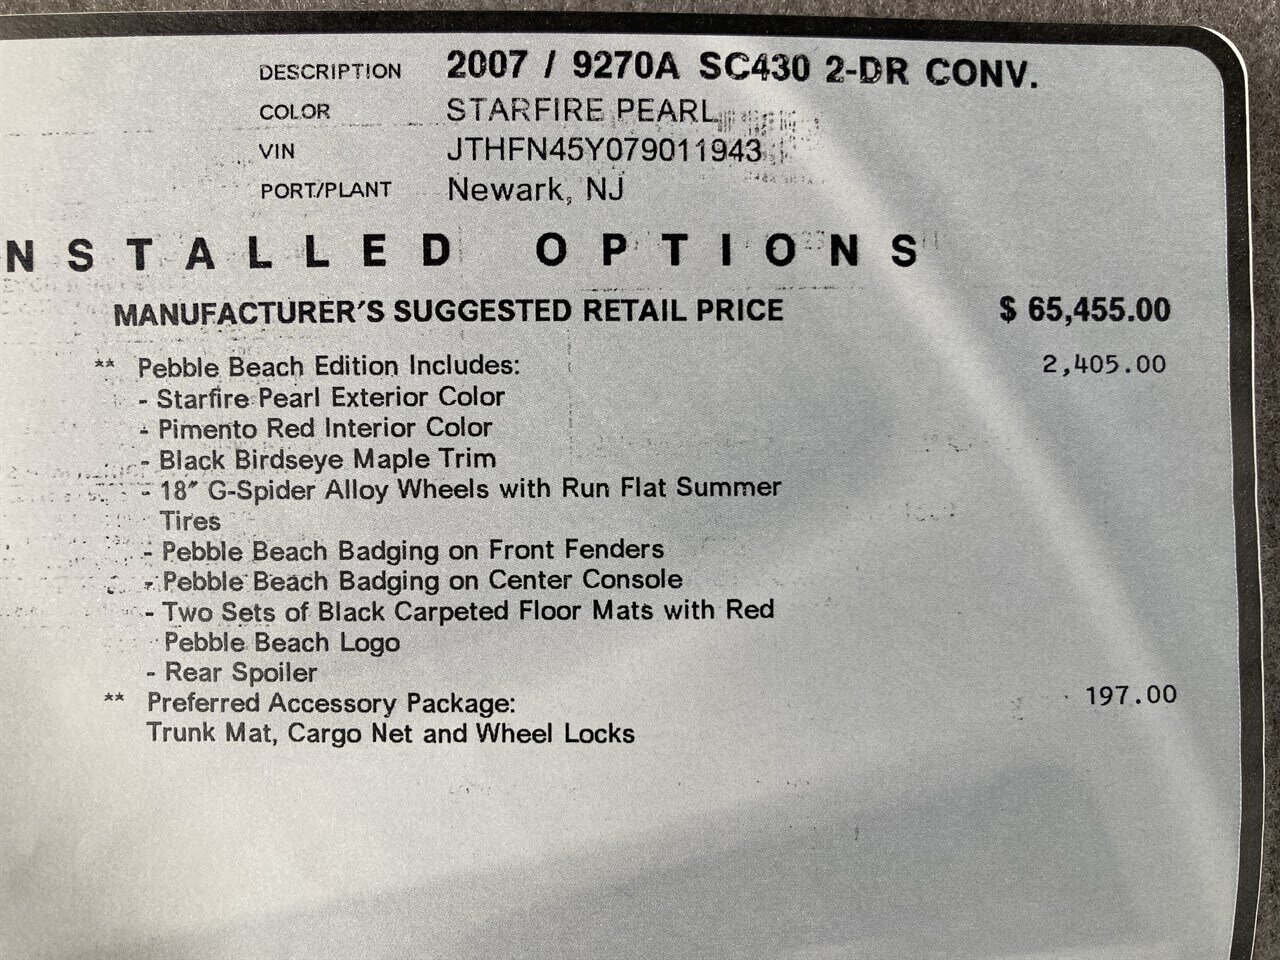 DESCRIPTION 2007 / 9270A SC430 2-DR CONV.
COLOR STARFIRE PEARL
VIN JTHFN45Y079011943
PORT/PLANT Newark, NJ
NSTALLED OPTIONS
MANUFACTURER'S SUGGESTED RETAIL PRICE $ 65,455.00
** Pebble Beach Edition Includes: 2,405.00
- Starfire Pearl Exterior Color
- Pimento Red Interior Color
- Black Birdseye Maple Trim
- 18″ G-Spider Alloy Wheels with Run Flat Summer
Tires
- Pebble Beach Badging on Front Fenders
- Pebble Beach Badging on Center Console
- Two Sets of Black Carpeted Floor Mats with Red
Pebble Beach Logo
- Rear Spoiler
** Preferred Accessory Package: 197.00
Trunk Mat, Cargo Net and Wheel Locks